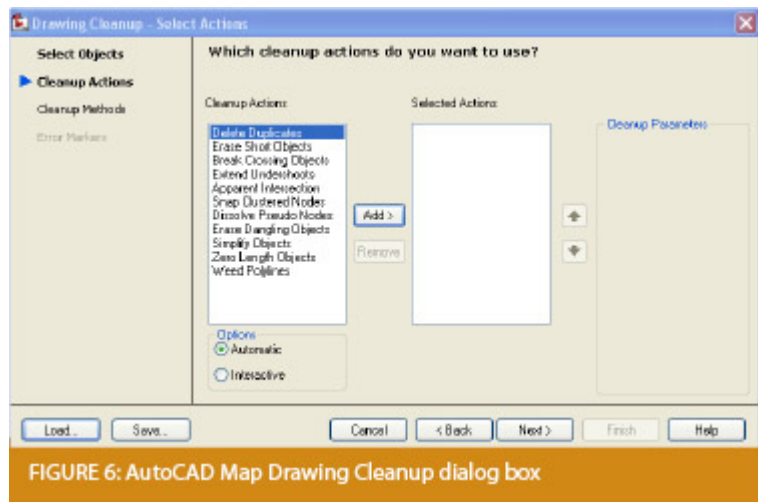 Drawing Cleanup - Select Actions
Select Objects
Cleanup Actions
Cleanup Methods
Error Markers
Which cleanup actions do you want to use?
Cleanup Actions:
Delete Duplicates
Erase Short Objects
Break Crossing Objects
Extend Undershoots
Apparent Intersection
Snap Clustered Nodes
Dissolve Pseudo Nodes
Erase Dangling Objects
Simplify Objects
Zero Length Objects
Weed Polylines
Add >
Remove
Selected Actions:
Cleanup Parameters
Options
Automatic
Interactive
Load...
Save...
Cancel
< Back
Next >
Finish
Help
FIGURE 6: AutoCAD Map Drawing Cleanup dialog box